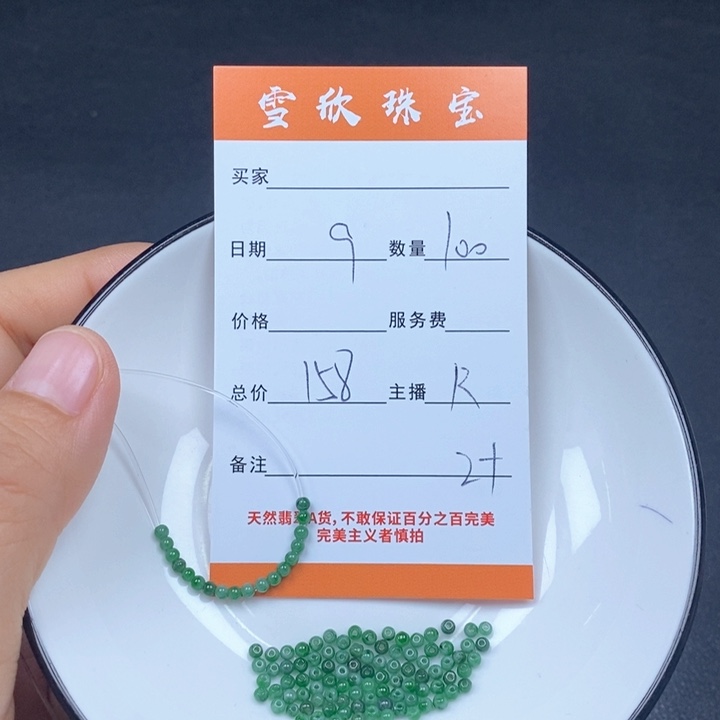 雪欣珠宝
买家
日期 9 数量 100
价格 服务费
总价 158 主播 R
备注 2+
天然翡翠A货,不敢保证百分之百完美
完美主义者慎拍